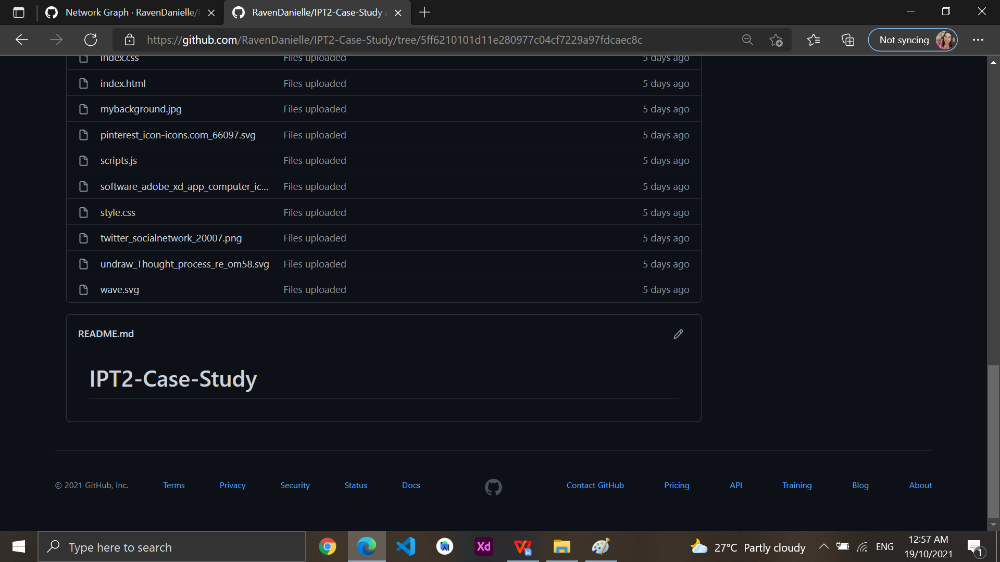 Network Graph · RavenDanielle/
RavenDanielle/IPT2-Case-Study
https://github.com/RavenDanielle/IPT2-Case-Study/tree/5ff6210101d11e280977c04cf7229a97fdcaec8c
Not syncing
index.css Files uploaded 5 days ago
index.html Files uploaded 5 days ago
mybackground.jpg Files uploaded 5 days ago
pinterest_icon-icons.com_66097.svg Files uploaded 5 days ago
scripts.js Files uploaded 5 days ago
software_adobe_xd_app_computer_ic... Files uploaded 5 days ago
style.css Files uploaded 5 days ago
twitter_socialnetwork_20007.png Files uploaded 5 days ago
undraw_Thought_process_re_om58.svg Files uploaded 5 days ago
wave.svg Files uploaded 5 days ago
README.md
IPT2-Case-Study
© 2021 GitHub, Inc. Terms Privacy Security Status Docs Contact GitHub Pricing API Training Blog About
Type here to search
Xd
W
27°C Partly cloudy
ENG
12:57 AM
19/10/2021
1